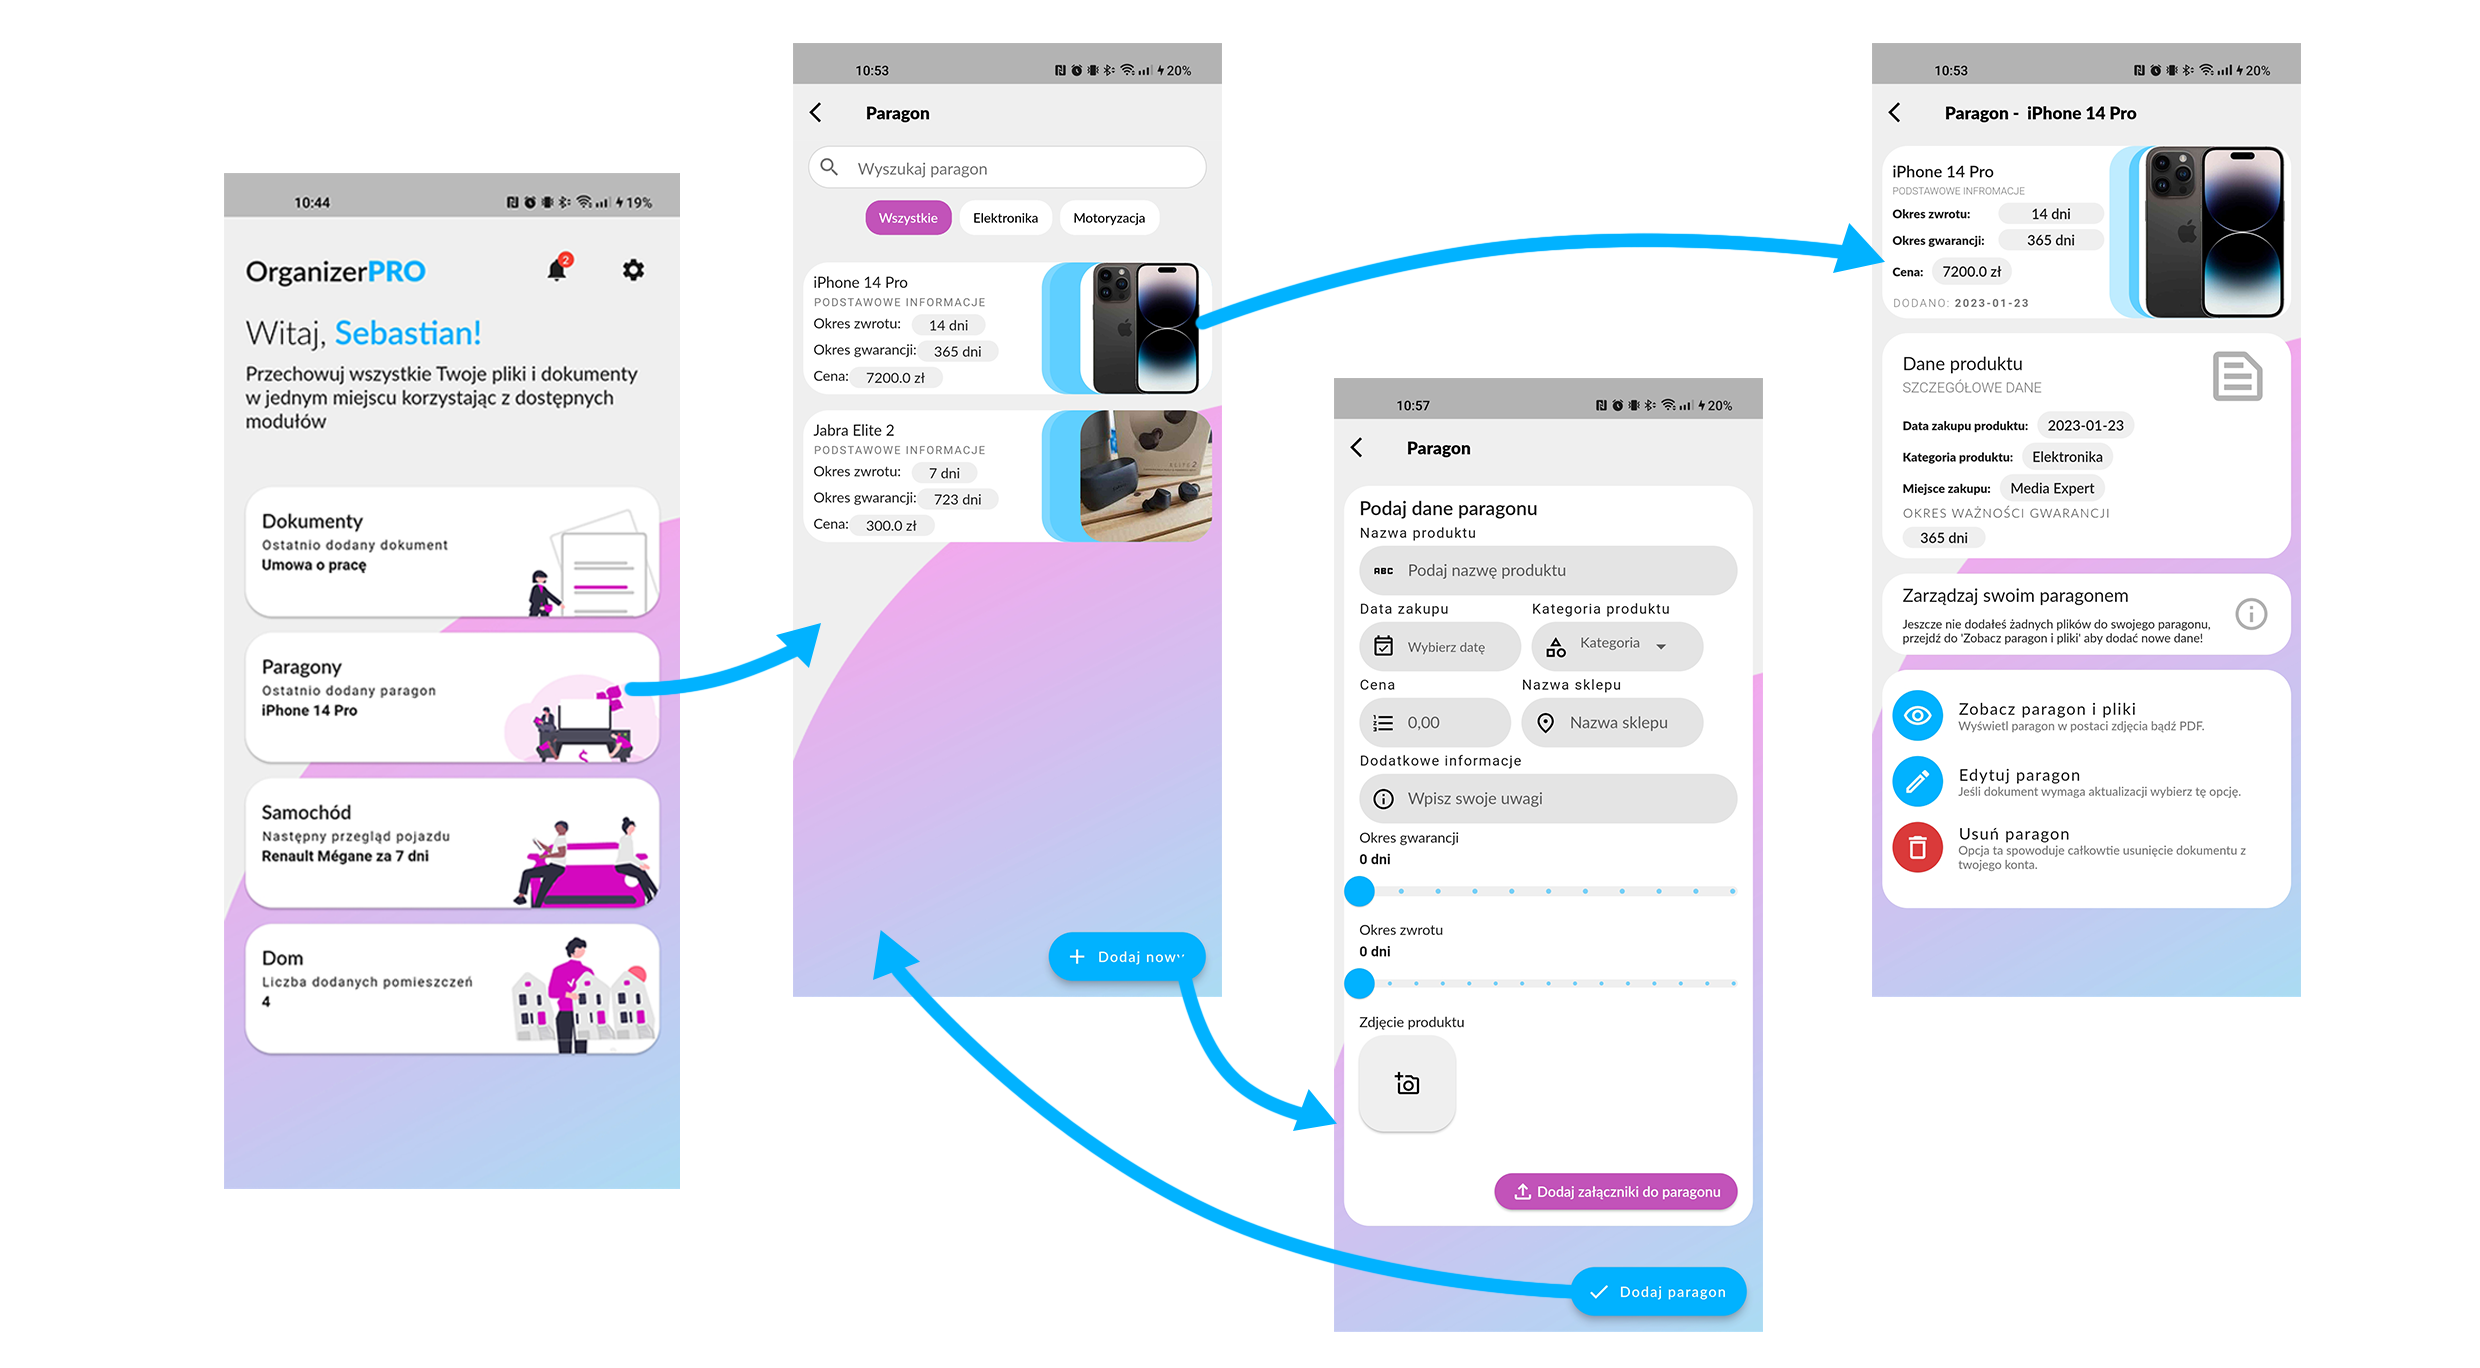 10:44
19%
OrganizerPRO
2
Witaj, Sebastian!
Przechowuj wszystkie Twoje pliki i dokumenty
w jednym miejscu korzystając z dostępnych
modułów
Dokumenty
Ostatnio dodany dokument
Umowa o pracę
Paragony
Ostatnio dodany paragon
iPhone 14 Pro
Samochód
Następny przegląd pojazdu
Renault Mégane za 7 dni
Dom
Liczba dodanych pomieszczeń
4
10:53
20%
Paragon
Wyszukaj paragon
Wszystkie
Elektronika
Motoryzacja
iPhone 14 Pro
PODSTAWOWE INFORMACJE
Okres zwrotu: 14 dni
Okres gwarancji: 365 dni
Cena: 7200.0 zł
Jabra Elite 2
PODSTAWOWE INFORMACJE
Okres zwrotu: 7 dni
Okres gwarancji: 723 dni
Cena: 300.0 zł
ELITE 2
+ Dodaj nowy
10:57
20%
Paragon
Podaj dane paragonu
Nazwa produktu
ABC Podaj nazwę produktu
Data zakupu Kategoria produktu
Wybierz datę Kategoria
Cena Nazwa sklepu
0,00 Nazwa sklepu
Dodatkowe informacje
Wpisz swoje uwagi
Okres gwarancji
0 dni
Okres zwrotu
0 dni
Zdjęcie produktu
Dodaj załączniki do paragonu
Dodaj paragon
10:53
20%
Paragon - iPhone 14 Pro
iPhone 14 Pro
PODSTAWOWE INFROMACJE
Okres zwrotu: 14 dni
Okres gwarancji: 365 dni
Cena: 7200.0 zł
DODANO: 2023-01-23
Dane produktu
SZCZEGÓŁOWE DANE
Data zakupu produktu: 2023-01-23
Kategoria produktu: Elektronika
Miejsce zakupu: Media Expert
OKRES WAŻNOŚCI GWARANCJI
365 dni
Zarządzaj swoim paragonem
Jeszcze nie dodałeś żadnych plików do swojego paragonu,
przejdź do 'Zobacz paragon i pliki' aby dodać nowe dane!
Zobacz paragon i pliki
Wyświetl paragon w postaci zdjęcia bądź PDF.
Edytuj paragon
Jeśli dokument wymaga aktualizacji wybierz tę opcję.
Usuń paragon
Opcja ta spowoduje całkowtie usunięcie dokumentu z
twojego konta.